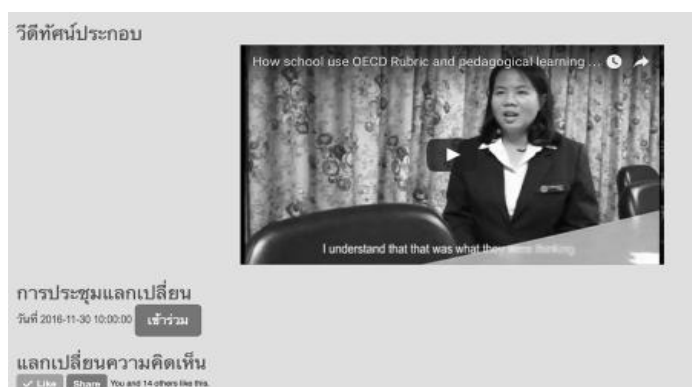 วีดีทัศน์ประกอบ
How school use OECD Rubric and pedagogical learning ...
I understand that that was what they were thinking
การประชุมแลกเปลี่ยน
วันที่ 2016-11-30 10:00:00 เข้าร่วม
แลกเปลี่ยนความคิดเห็น
Like Share You and 14 others like this.